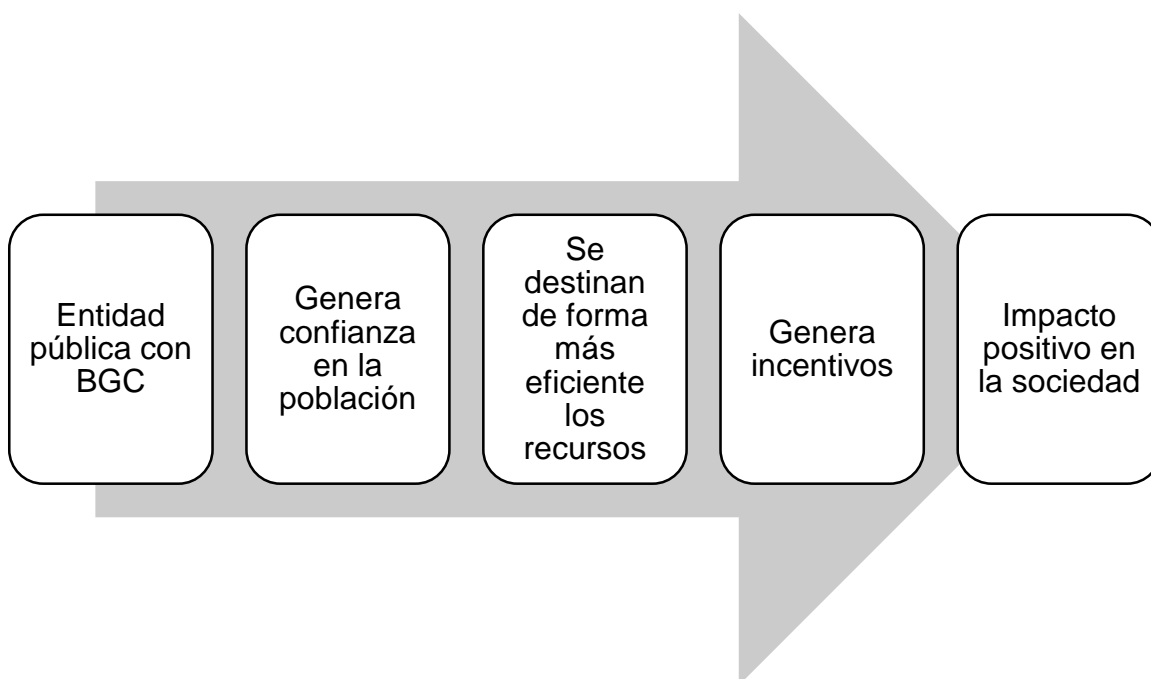 Entidad
pública con
BGC
Genera
confianza
en la
población
Se
destinan
de forma
más
eficiente
los
recursos
Genera
incentivos
Impacto
positivo en
la sociedad